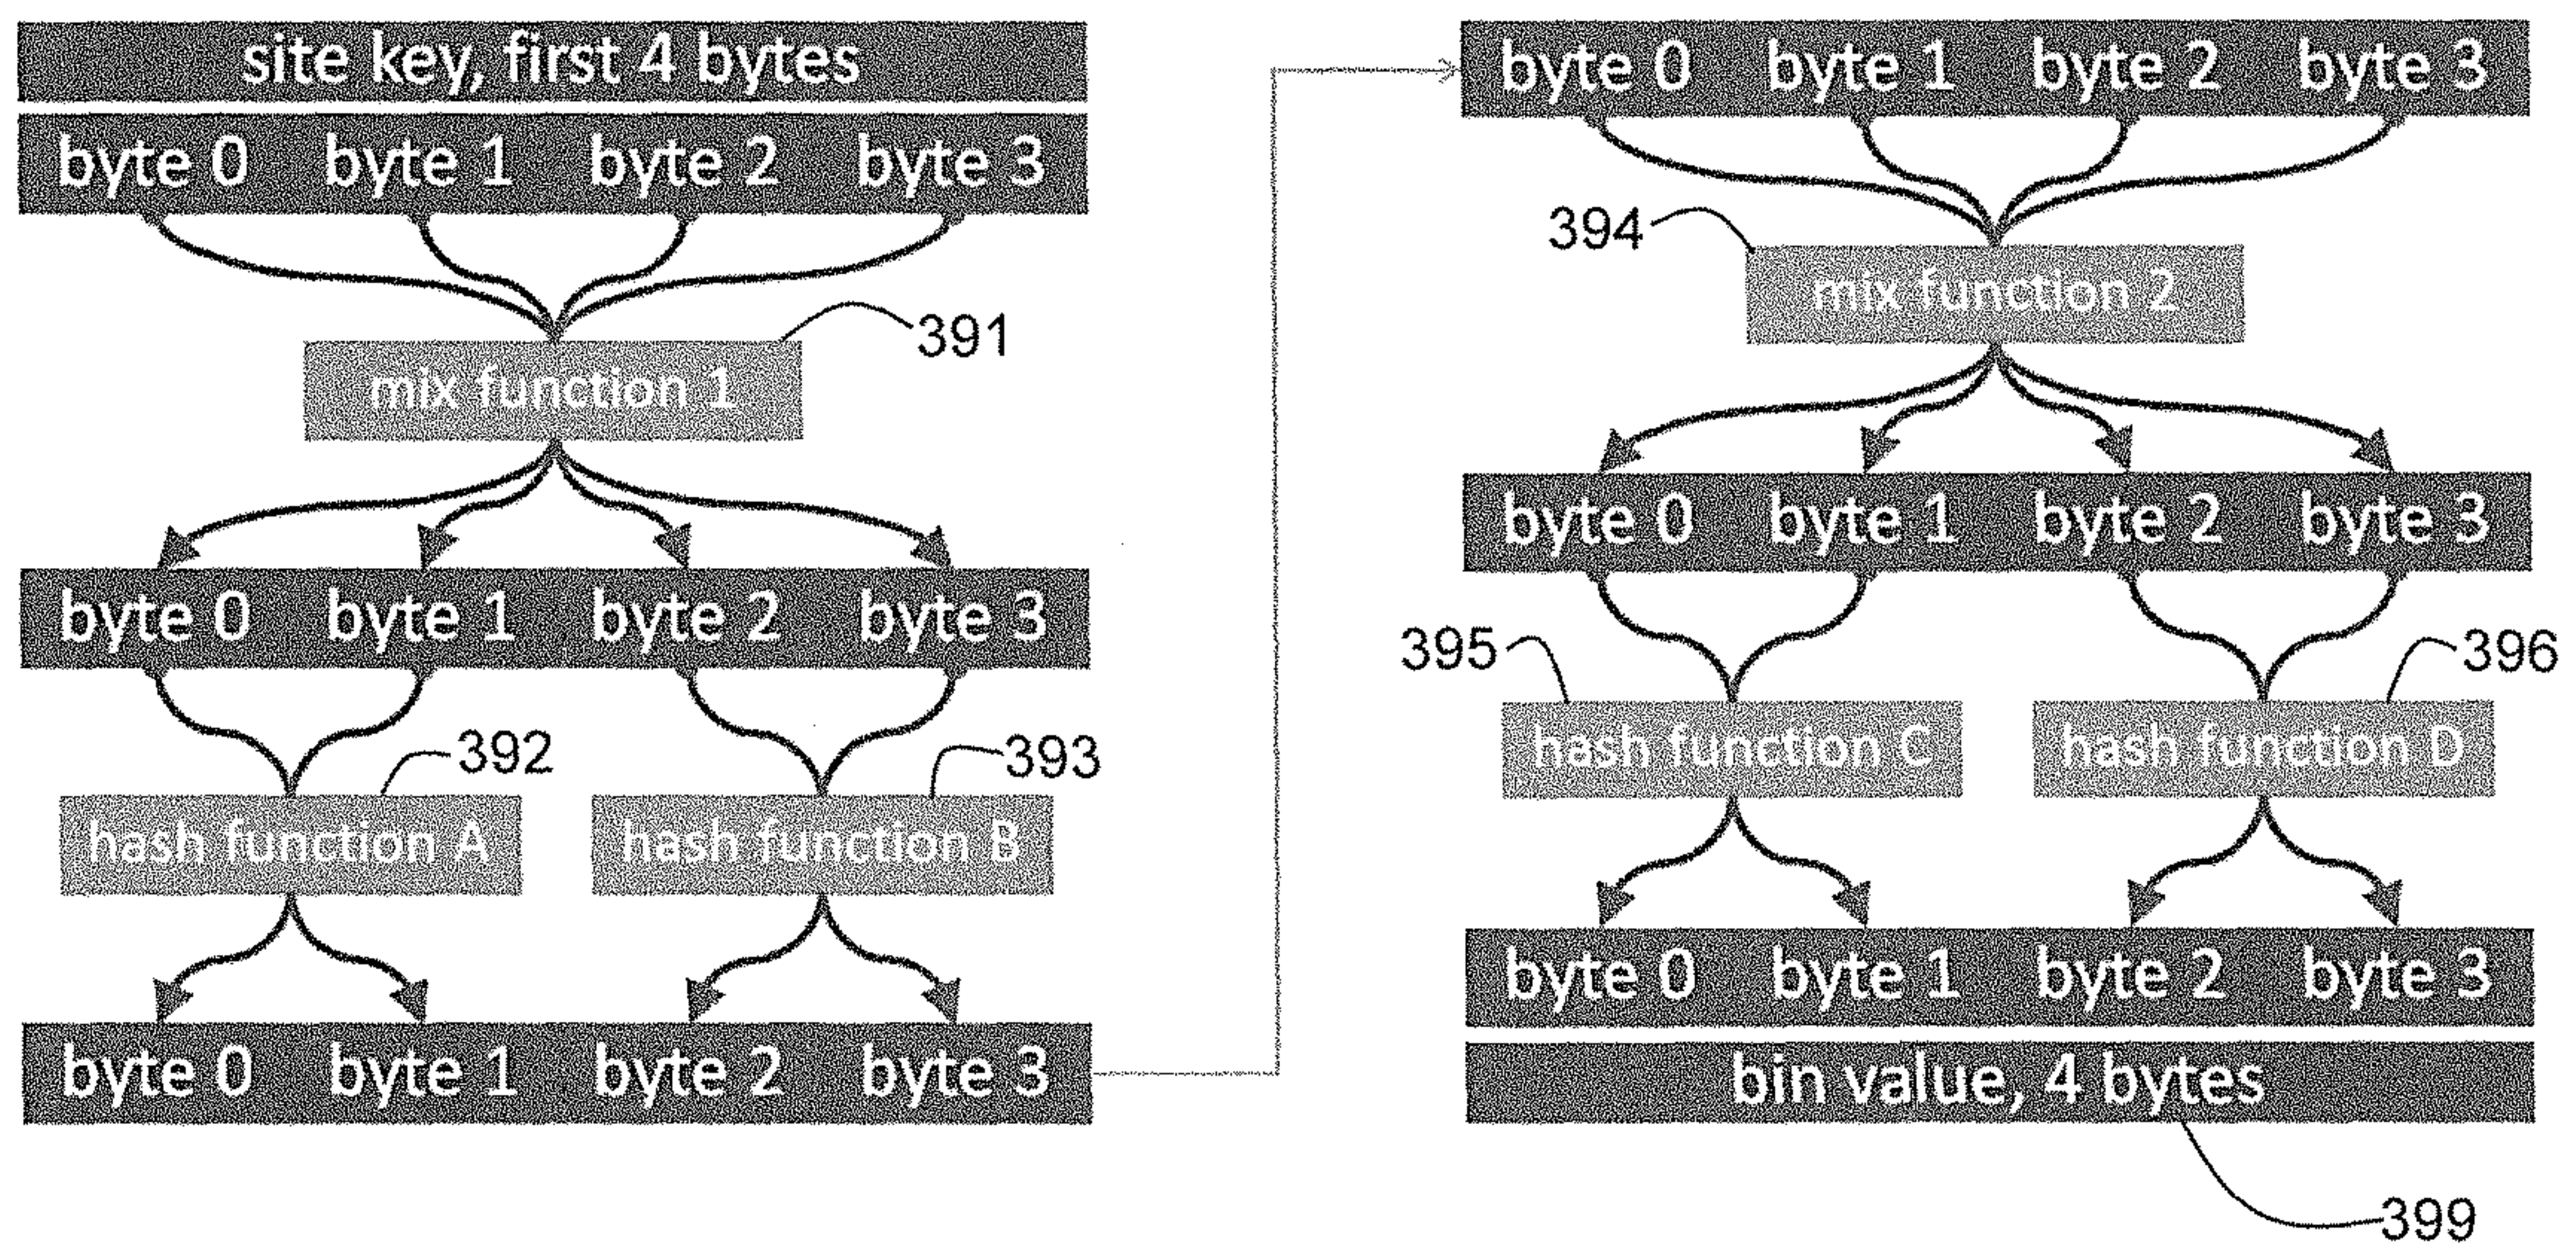 site key, first 4 bytes
byte 0 byte 1 byte 2 byte 3
391
mix function 1
byte 0 byte 1 byte 2 byte 3
392 393
hash function A hash function B
byte 0 byte 1 byte 2 byte 3
byte 0 byte 1 byte 2 byte 3
394
mix function 2
byte 0 byte 1 byte 2 byte 3
395 396
hash function C hash function D
byte 0 byte 1 byte 2 byte 3
bin value, 4 bytes
399